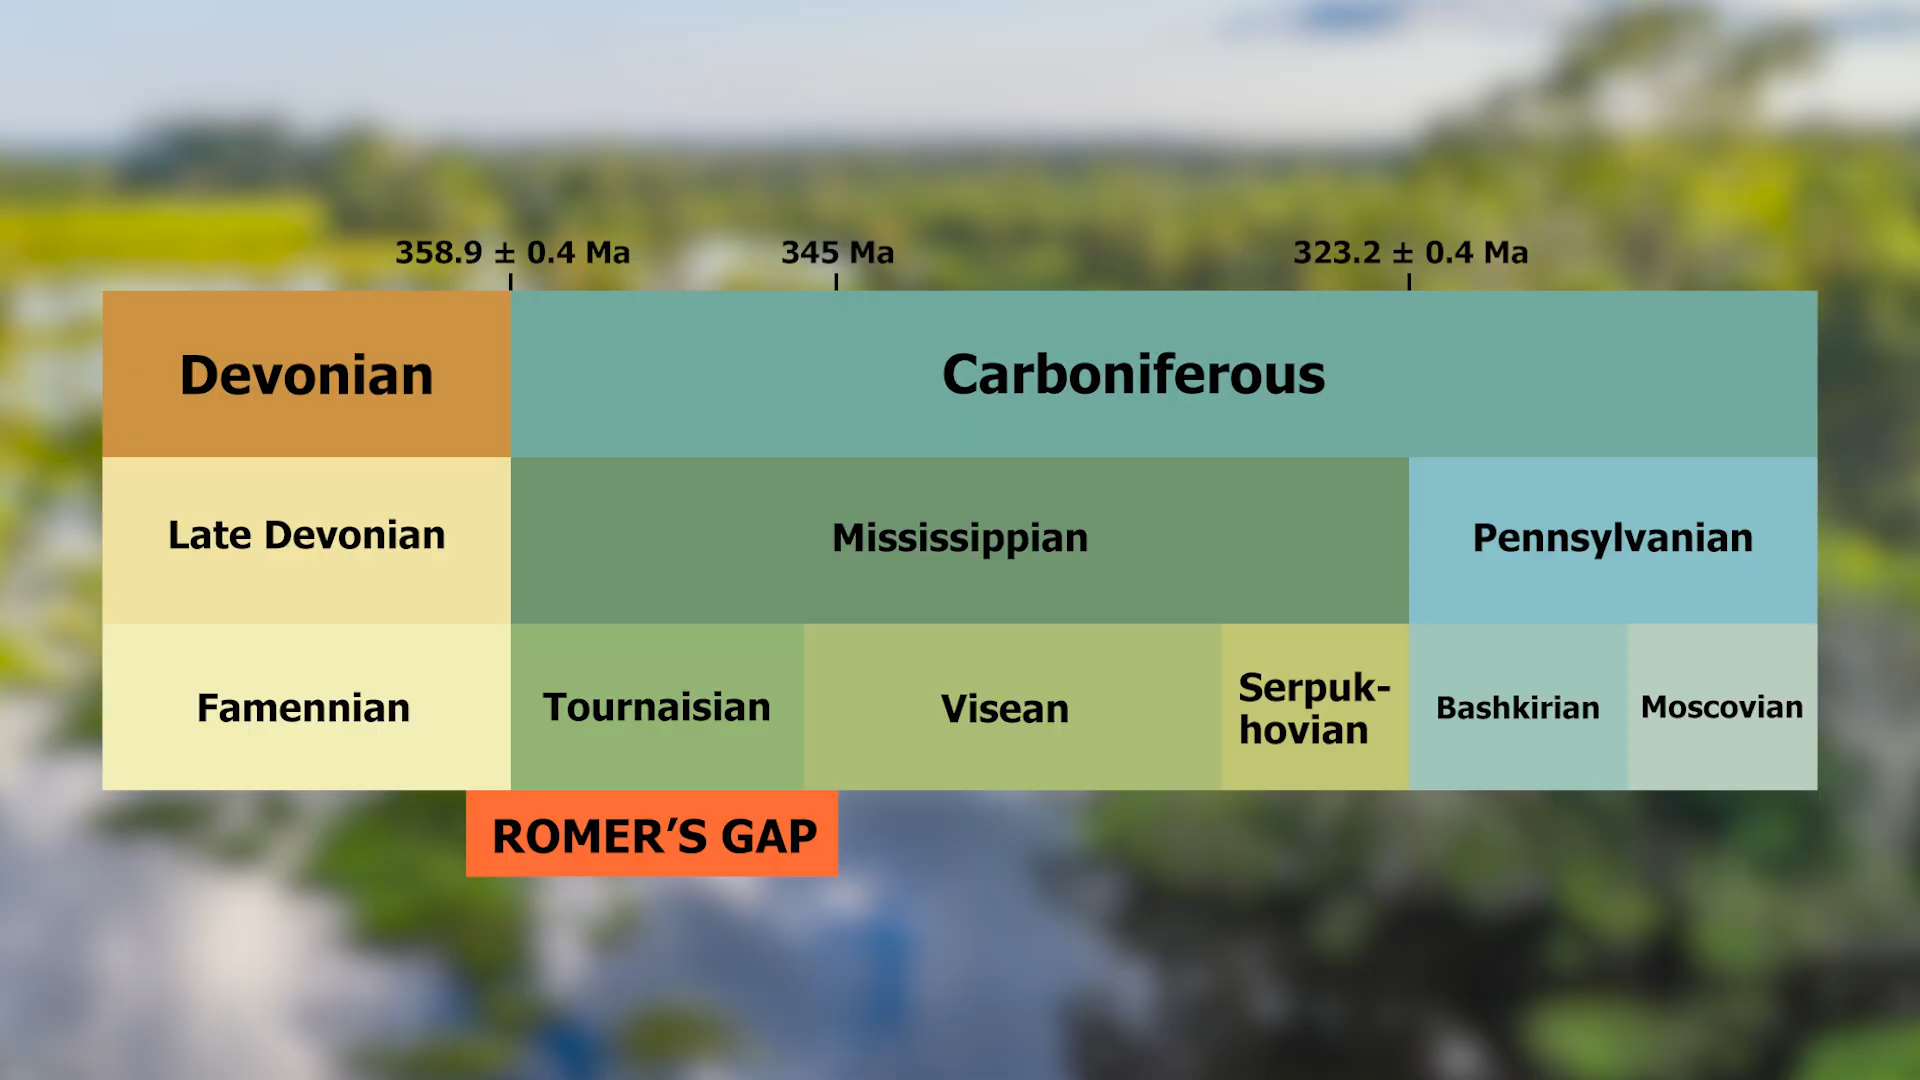 358.9 ± 0.4 Ma
345 Ma
323.2 ± 0.4 Ma
Devonian
Carboniferous
Late Devonian
Mississippian
Pennsylvanian
Famennian
Tournaisian
Visean
Serpuk-
hovian
Bashkirian
Moscovian
ROMER’S GAP